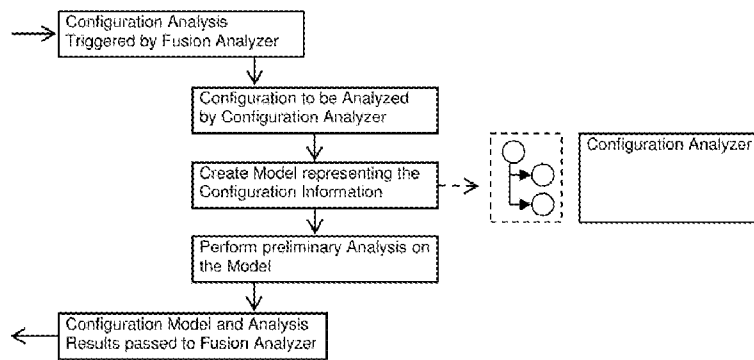 Configuration Analysis
Triggered by Fusion Analyzer
Configuration to be Analyzed
by Configuration Analyzer
Create Model representing the
Configuration Information
Configuration Analyzer
Perform preliminary Analysis on
the Model
Configuration Model and Analysis
Results passed to Fusion Analyzer